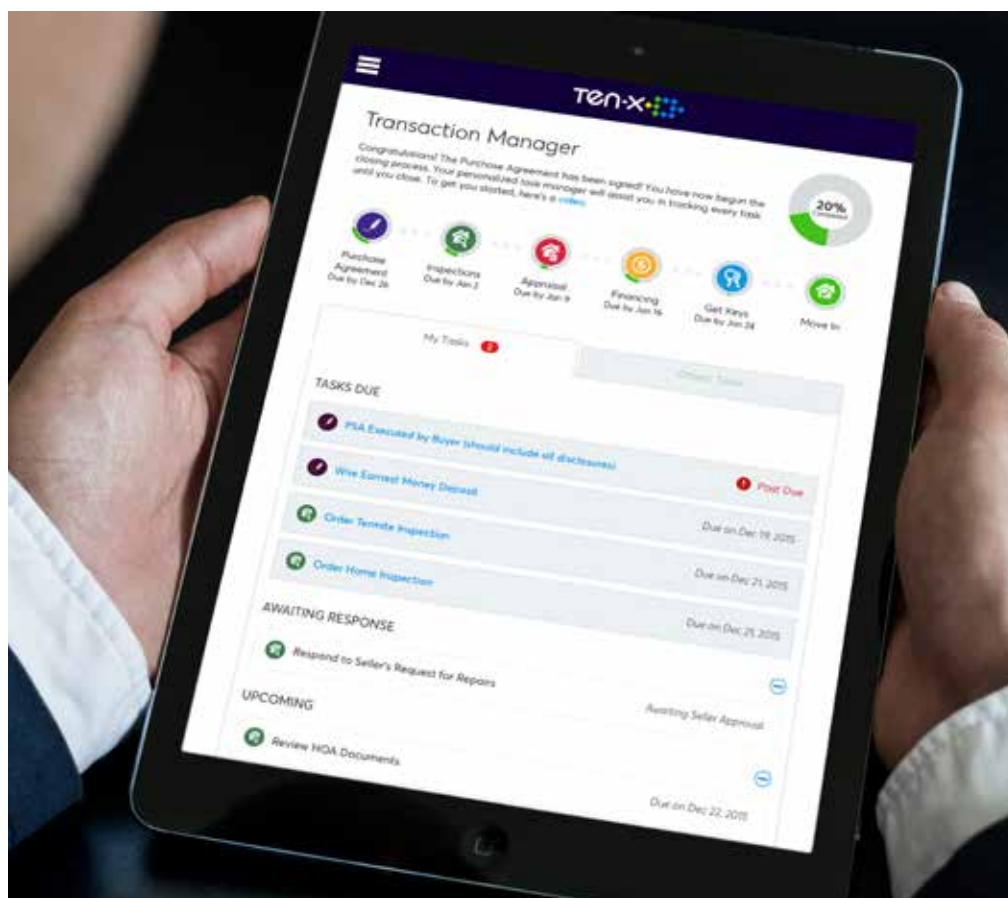 Ten-X
Transaction Manager
Congratulations! The Purchase Agreement has been signed! You have now begun the
closing process. Your personalized task manager will assist you in tracking every task
until you close. To get you started, here's a video.
20%
Completed
Purchase
Agreement
Due by Dec 26
Inspections
Due by Jan 2
Appraisal
Due by Jan 9
Financing
Due by Jan 16
Get Keys
Due by Jan 24
Move In
My Tasks
TASKS DUE
PSA Executed by Buyer (should include all disclosures)
Past Due
Wire Earnest Money Deposit
Due on Dec 19, 2015
Order Termite Inspection
Due on Dec 21, 2015
Order Home Inspection
Due on Dec 21, 2015
AWAITING RESPONSE
Respond to Seller's Request for Repairs
Awaiting Seller Approval
UPCOMING
Review HOA Documents
Due on Dec 22, 2015